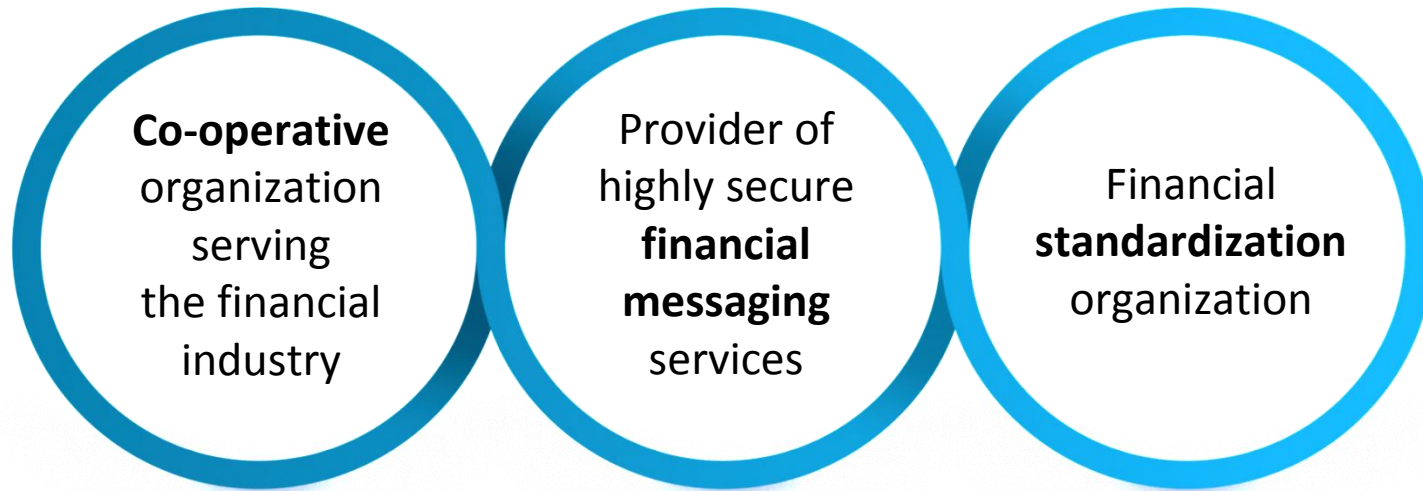 Co-operative
organization
serving
the financial
industry
Provider of
highly secure
financial
messaging
services
Financial
standardization
organization